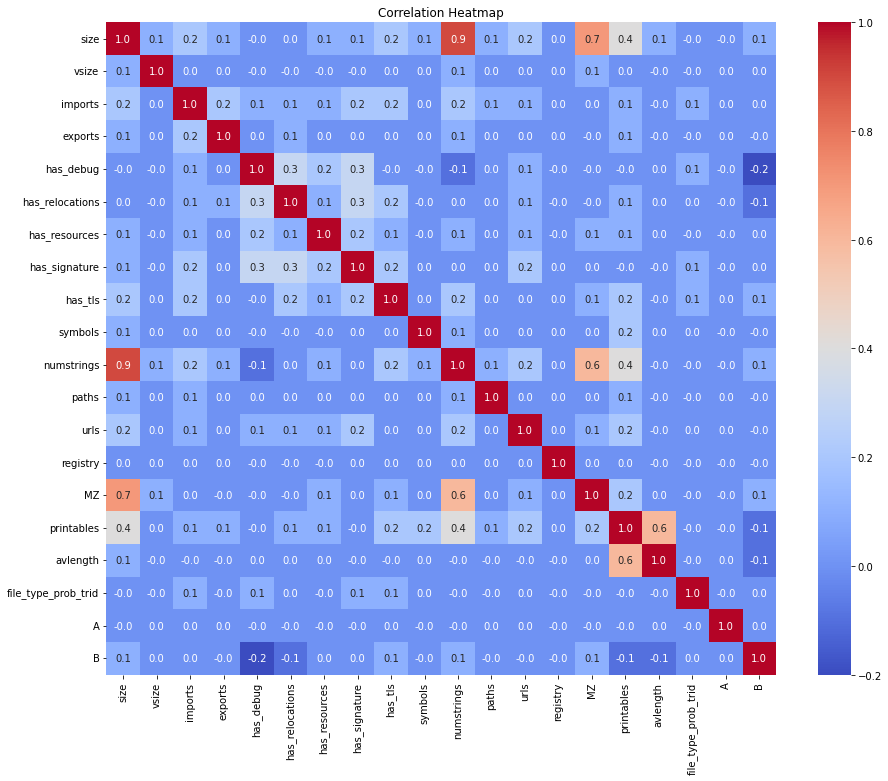 Correlation Heatmap
size 1.0 0.1 0.2 0.1 -0.0 0.0 0.1 0.1 0.2 0.1 0.9 0.1 0.2 0.0 0.7 0.4 0.1 -0.0 -0.0 0.1
vsize 0.1 1.0 0.0 0.0 -0.0 -0.0 -0.0 -0.0 0.0 0.0 0.1 0.0 0.0 0.0 0.1 0.0 -0.0 -0.0 0.0 0.0
imports 0.2 0.0 1.0 0.2 0.1 0.1 0.1 0.2 0.2 0.0 0.2 0.1 0.1 0.0 0.0 0.1 -0.0 0.1 0.0 -0.0
exports 0.1 0.0 0.2 1.0 0.0 0.1 0.0 0.0 0.0 0.0 0.1 0.0 0.0 0.0 -0.0 0.1 -0.0 -0.0 0.0 -0.0
has_debug -0.0 -0.0 0.1 0.0 1.0 0.3 0.2 0.3 -0.0 -0.0 -0.1 0.0 0.1 -0.0 -0.0 -0.0 0.0 0.1 -0.0 -0.2
has_relocations 0.0 -0.0 0.1 0.1 0.3 1.0 0.1 0.3 0.2 -0.0 0.0 0.0 0.1 -0.0 -0.0 0.1 0.0 0.0 0.0 -0.1
has_resources 0.1 -0.0 0.1 0.0 0.2 0.1 1.0 0.2 0.1 -0.0 0.1 0.0 0.1 -0.0 0.1 0.1 0.0 -0.0 -0.0 0.0
has_signature 0.1 -0.0 0.2 0.0 0.3 0.3 0.2 1.0 0.2 0.0 0.0 0.0 0.2 0.0 0.0 -0.0 -0.0 0.1 -0.0 0.0
has_tls 0.2 0.0 0.2 0.0 -0.0 0.2 0.1 0.2 1.0 0.0 0.2 0.0 0.0 0.0 0.1 0.2 -0.0 0.1 -0.0 0.1
symbols 0.1 0.0 0.0 0.0 -0.0 -0.0 -0.0 0.0 0.0 1.0 0.1 0.0 0.0 0.0 0.0 0.2 0.0 0.0 -0.0 -0.0
numstrings 0.9 0.1 0.2 0.1 -0.1 0.0 0.1 0.0 0.2 0.1 1.0 0.1 0.2 0.0 0.6 0.4 -0.0 -0.0 -0.0 0.1
paths 0.1 0.0 0.1 0.0 0.0 0.0 0.0 0.0 0.0 0.0 0.1 1.0 0.0 0.0 0.0 0.1 -0.0 -0.0 -0.0 -0.0
urls 0.2 0.0 0.1 0.0 0.1 0.1 0.1 0.2 0.0 0.0 0.2 0.0 1.0 0.0 0.1 0.2 -0.0 0.0 0.0 -0.0
registry 0.0 0.0 0.0 0.0 -0.0 -0.0 -0.0 0.0 0.0 0.0 0.0 0.0 0.0 1.0 0.0 0.0 -0.0 -0.0 -0.0 -0.0
MZ 0.7 0.1 0.0 -0.0 -0.0 -0.0 0.1 0.0 0.1 0.0 0.6 0.0 0.1 0.0 1.0 0.2 0.0 -0.0 -0.0 0.1
printables 0.4 0.0 0.1 0.1 -0.0 0.1 0.1 -0.0 0.2 0.2 0.4 0.1 0.2 0.0 0.2 1.0 0.6 -0.0 -0.0 -0.1
avlength 0.1 -0.0 -0.0 -0.0 0.0 0.0 0.0 -0.0 -0.0 0.0 -0.0 -0.0 -0.0 -0.0 0.0 0.6 1.0 -0.0 0.0 -0.1
file_type_prob_trid -0.0 -0.0 0.1 -0.0 0.1 0.0 -0.0 0.1 0.1 0.0 -0.0 -0.0 0.0 -0.0 -0.0 -0.0 -0.0 1.0 -0.0 0.0
A -0.0 0.0 0.0 0.0 -0.0 0.0 -0.0 -0.0 -0.0 -0.0 -0.0 -0.0 0.0 -0.0 -0.0 -0.0 0.0 -0.0 1.0 0.0
B 0.1 0.0 -0.0 -0.0 -0.2 -0.1 0.0 0.0 0.1 -0.0 0.1 -0.0 -0.0 -0.0 0.1 -0.1 -0.1 0.0 0.0 1.0
size vsize imports exports has_debug has_relocations has_resources has_signature has_tls symbols numstrings paths urls registry MZ printables avlength file_type_prob_trid A B
1.0
0.8
0.6
0.4
0.2
0.0
−0.2